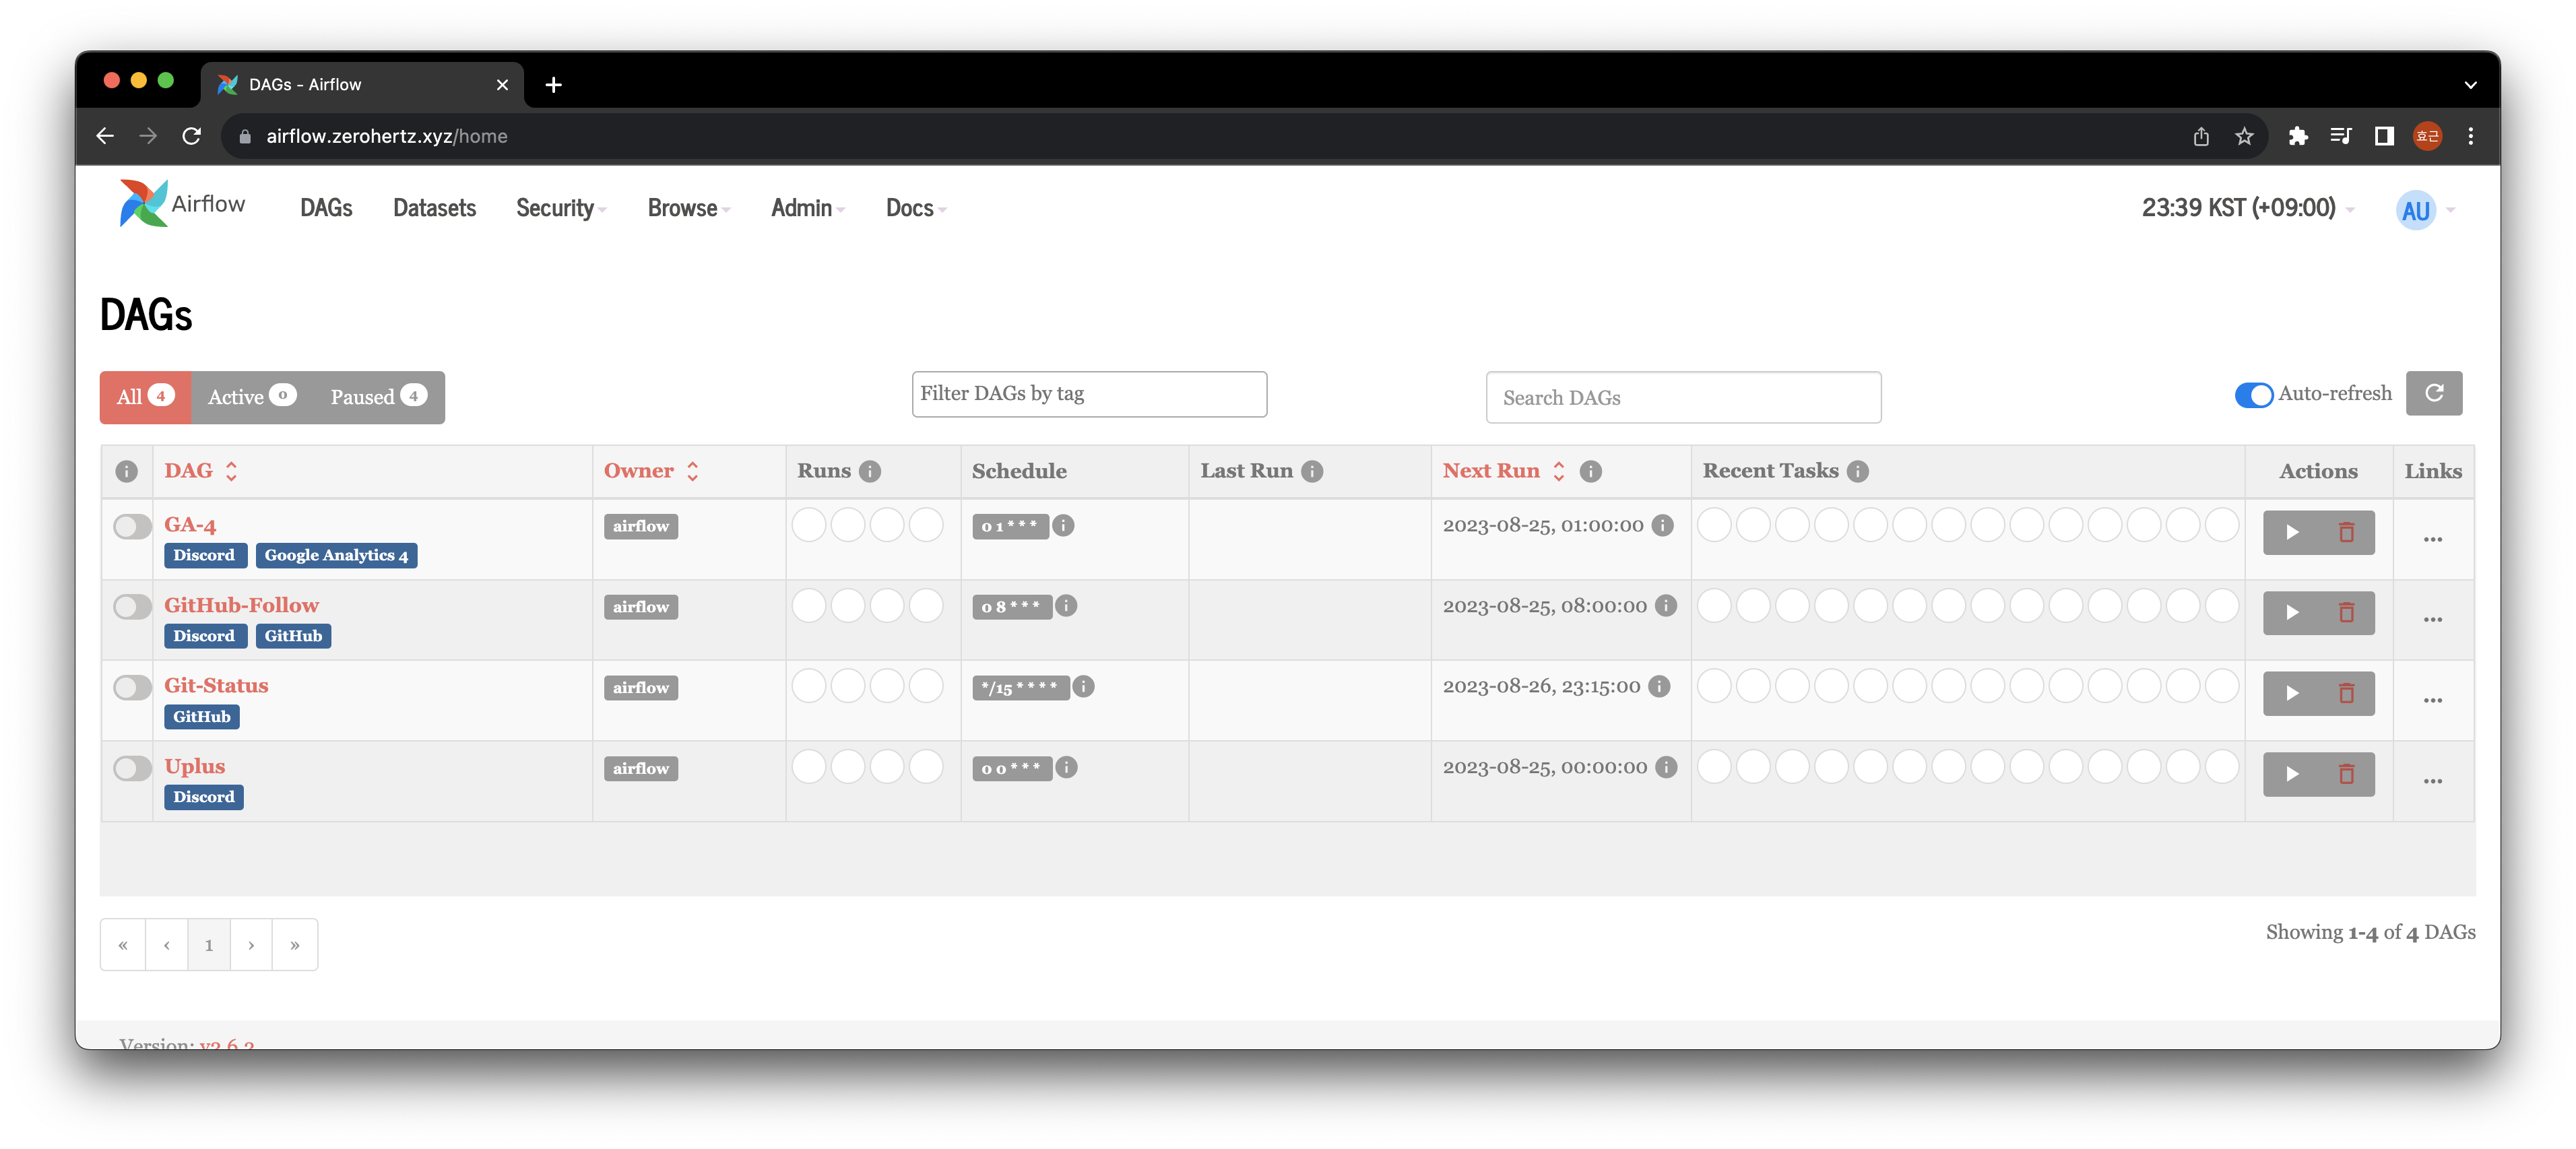 DAGs - Airflow
airflow.zerohertz.xyz/home
효근
Airflow DAGs Datasets Security Browse Admin Docs 23:39 KST (+09:00) AU
DAGs
All 4 Active 0 Paused 4 Filter DAGs by tag Search DAGs Auto-refresh
DAG Owner Runs Schedule Last Run Next Run Recent Tasks Actions Links
GA-4 airflow 0 1 * * * 2023-08-25, 01:00:00
Discord Google Analytics 4
GitHub-Follow airflow 0 8 * * * 2023-08-25, 08:00:00
Discord GitHub
Git-Status airflow */15 * * * * 2023-08-26, 23:15:00
GitHub
Uplus airflow 0 0 * * * 2023-08-25, 00:00:00
Discord
« ‹ 1 › »
Showing 1-4 of 4 DAGs
Version: